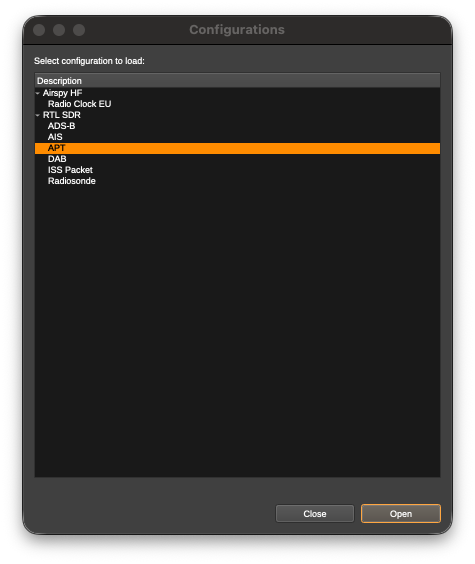 Configurations
Select configuration to load:
Description
Airspy HF
Radio Clock EU
RTL SDR
ADS-B
AIS
APT
DAB
ISS Packet
Radiosonde
Close Open